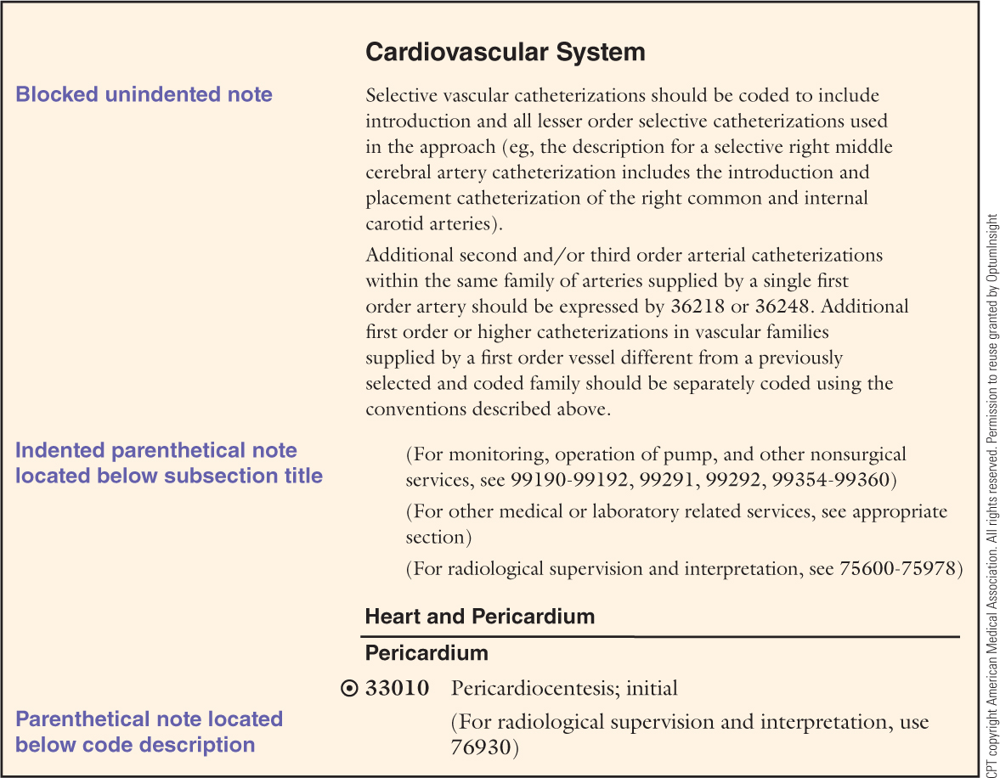 Cardiovascular System
Blocked unindented note
Selective vascular catheterizations should be coded to include
introduction and all lesser order selective catheterizations used
in the approach (eg, the description for a selective right middle
cerebral artery catheterization includes the introduction and
placement catheterization of the right common and internal
carotid arteries).
Additional second and/or third order arterial catheterizations
within the same family of arteries supplied by a single first
order artery should be expressed by 36218 or 36248. Additional
first order or higher catheterizations in vascular families
supplied by a first order vessel different from a previously
selected and coded family should be separately coded using the
conventions described above.
Indented parenthetical note
located below subsection title
(For monitoring, operation of pump, and other nonsurgical
services, see 99190-99192, 99291, 99292, 99354-99360)
(For other medical or laboratory related services, see appropriate
section)
(For radiological supervision and interpretation, see 75600-75978)
Heart and Pericardium
Pericardium
⊙ 33010 Pericardiocentesis; initial
Parenthetical note located
below code description
(For radiological supervision and interpretation, use
76930)
CPT copyright American Medical Association. All rights reserved. Permission to reuse granted by OptumInsight